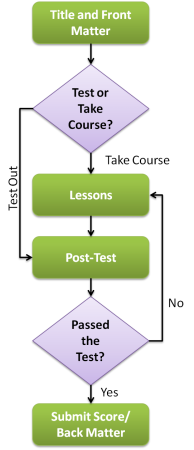 Title and Front
Matter
Test or
Take
Course?
Take Course
Test Out
Lessons
Post-Test
No
Passed
the
Test?
Yes
Submit Score/
Back Matter